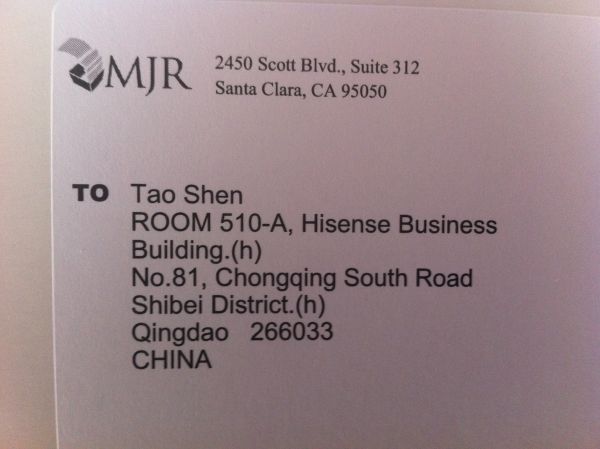 MJR
2450 Scott Blvd., Suite 312
Santa Clara, CA 95050
TO Tao Shen
ROOM 510-A, Hisense Business
Building.(h)
No.81, Chongqing South Road
Shibei District.(h)
Qingdao 266033
CHINA